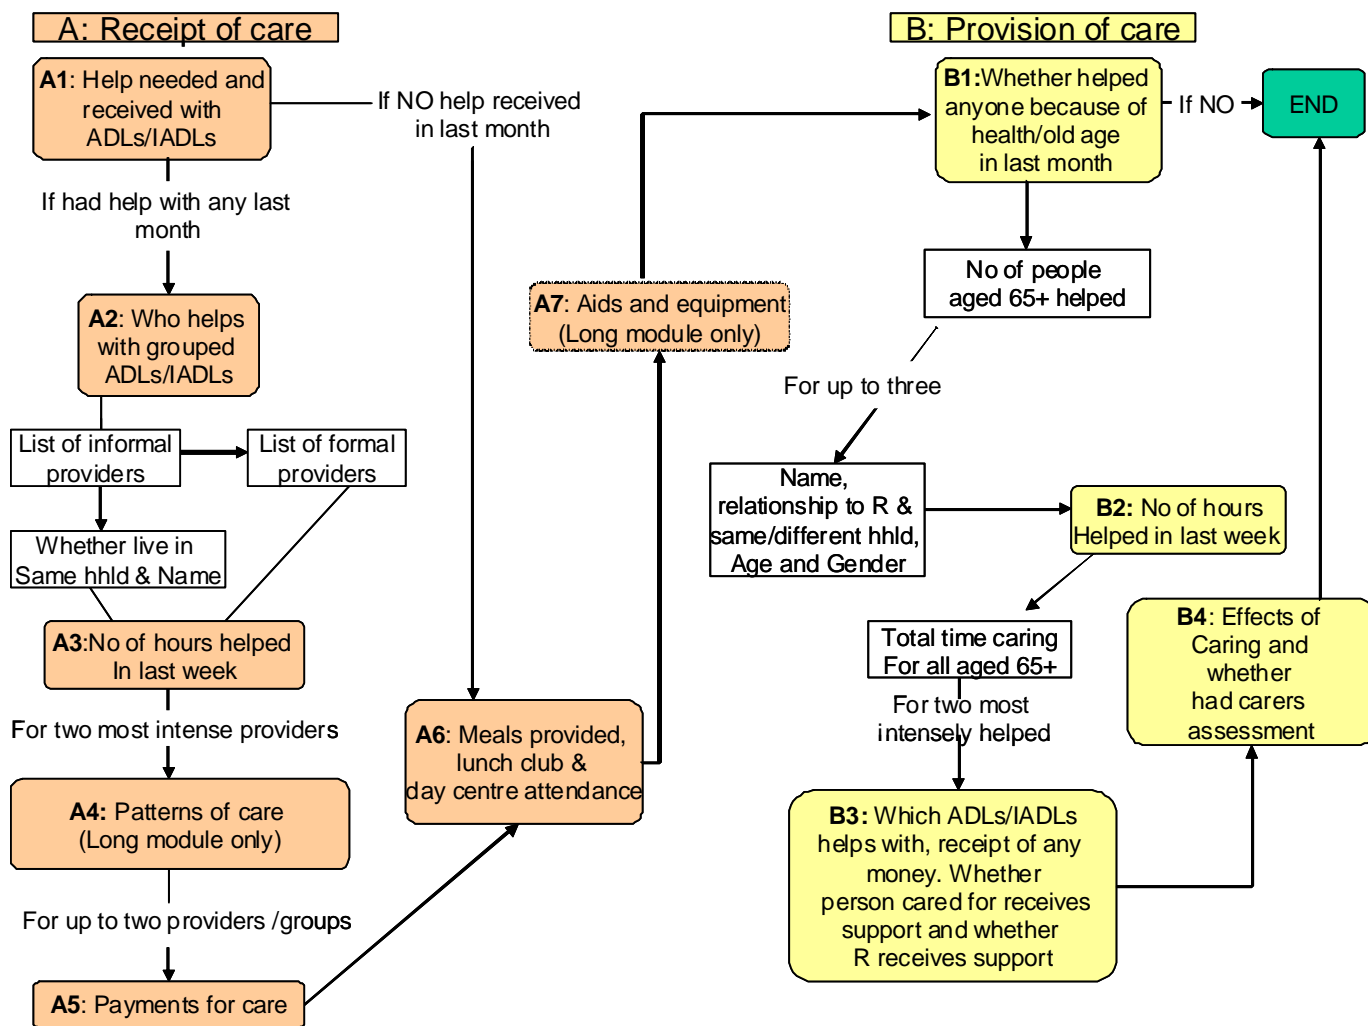 A: Receipt of care
A1: Help needed and
received with
ADLs/IADLs
If NO help received
in last month
If had help with any last
month
A2: Who helps
with grouped
ADLs/IADLs
List of informal
providers
List of formal
providers
Whether live in
Same hhld & Name
A3:No of hours helped
In last week
For two most intense providers
A4: Patterns of care
(Long module only)
For up to two providers /groups
A5: Payments for care
A6: Meals provided,
lunch club &
day centre attendance
A7: Aids and equipment
(Long module only)
B: Provision of care
B1:Whether helped
anyone because of
health/old age
in last month
If NO
END
No of people
aged 65+ helped
For up to three
Name,
relationship to R &
same/different hhld,
Age and Gender
B2: No of hours
Helped in last week
Total time caring
For all aged 65+
For two most
intensely helped
B3: Which ADLs/IADLs
helps with, receipt of any
money. Whether
person cared for receives
support and whether
R receives support
B4: Effects of
Caring and
whether
had carers
assessment